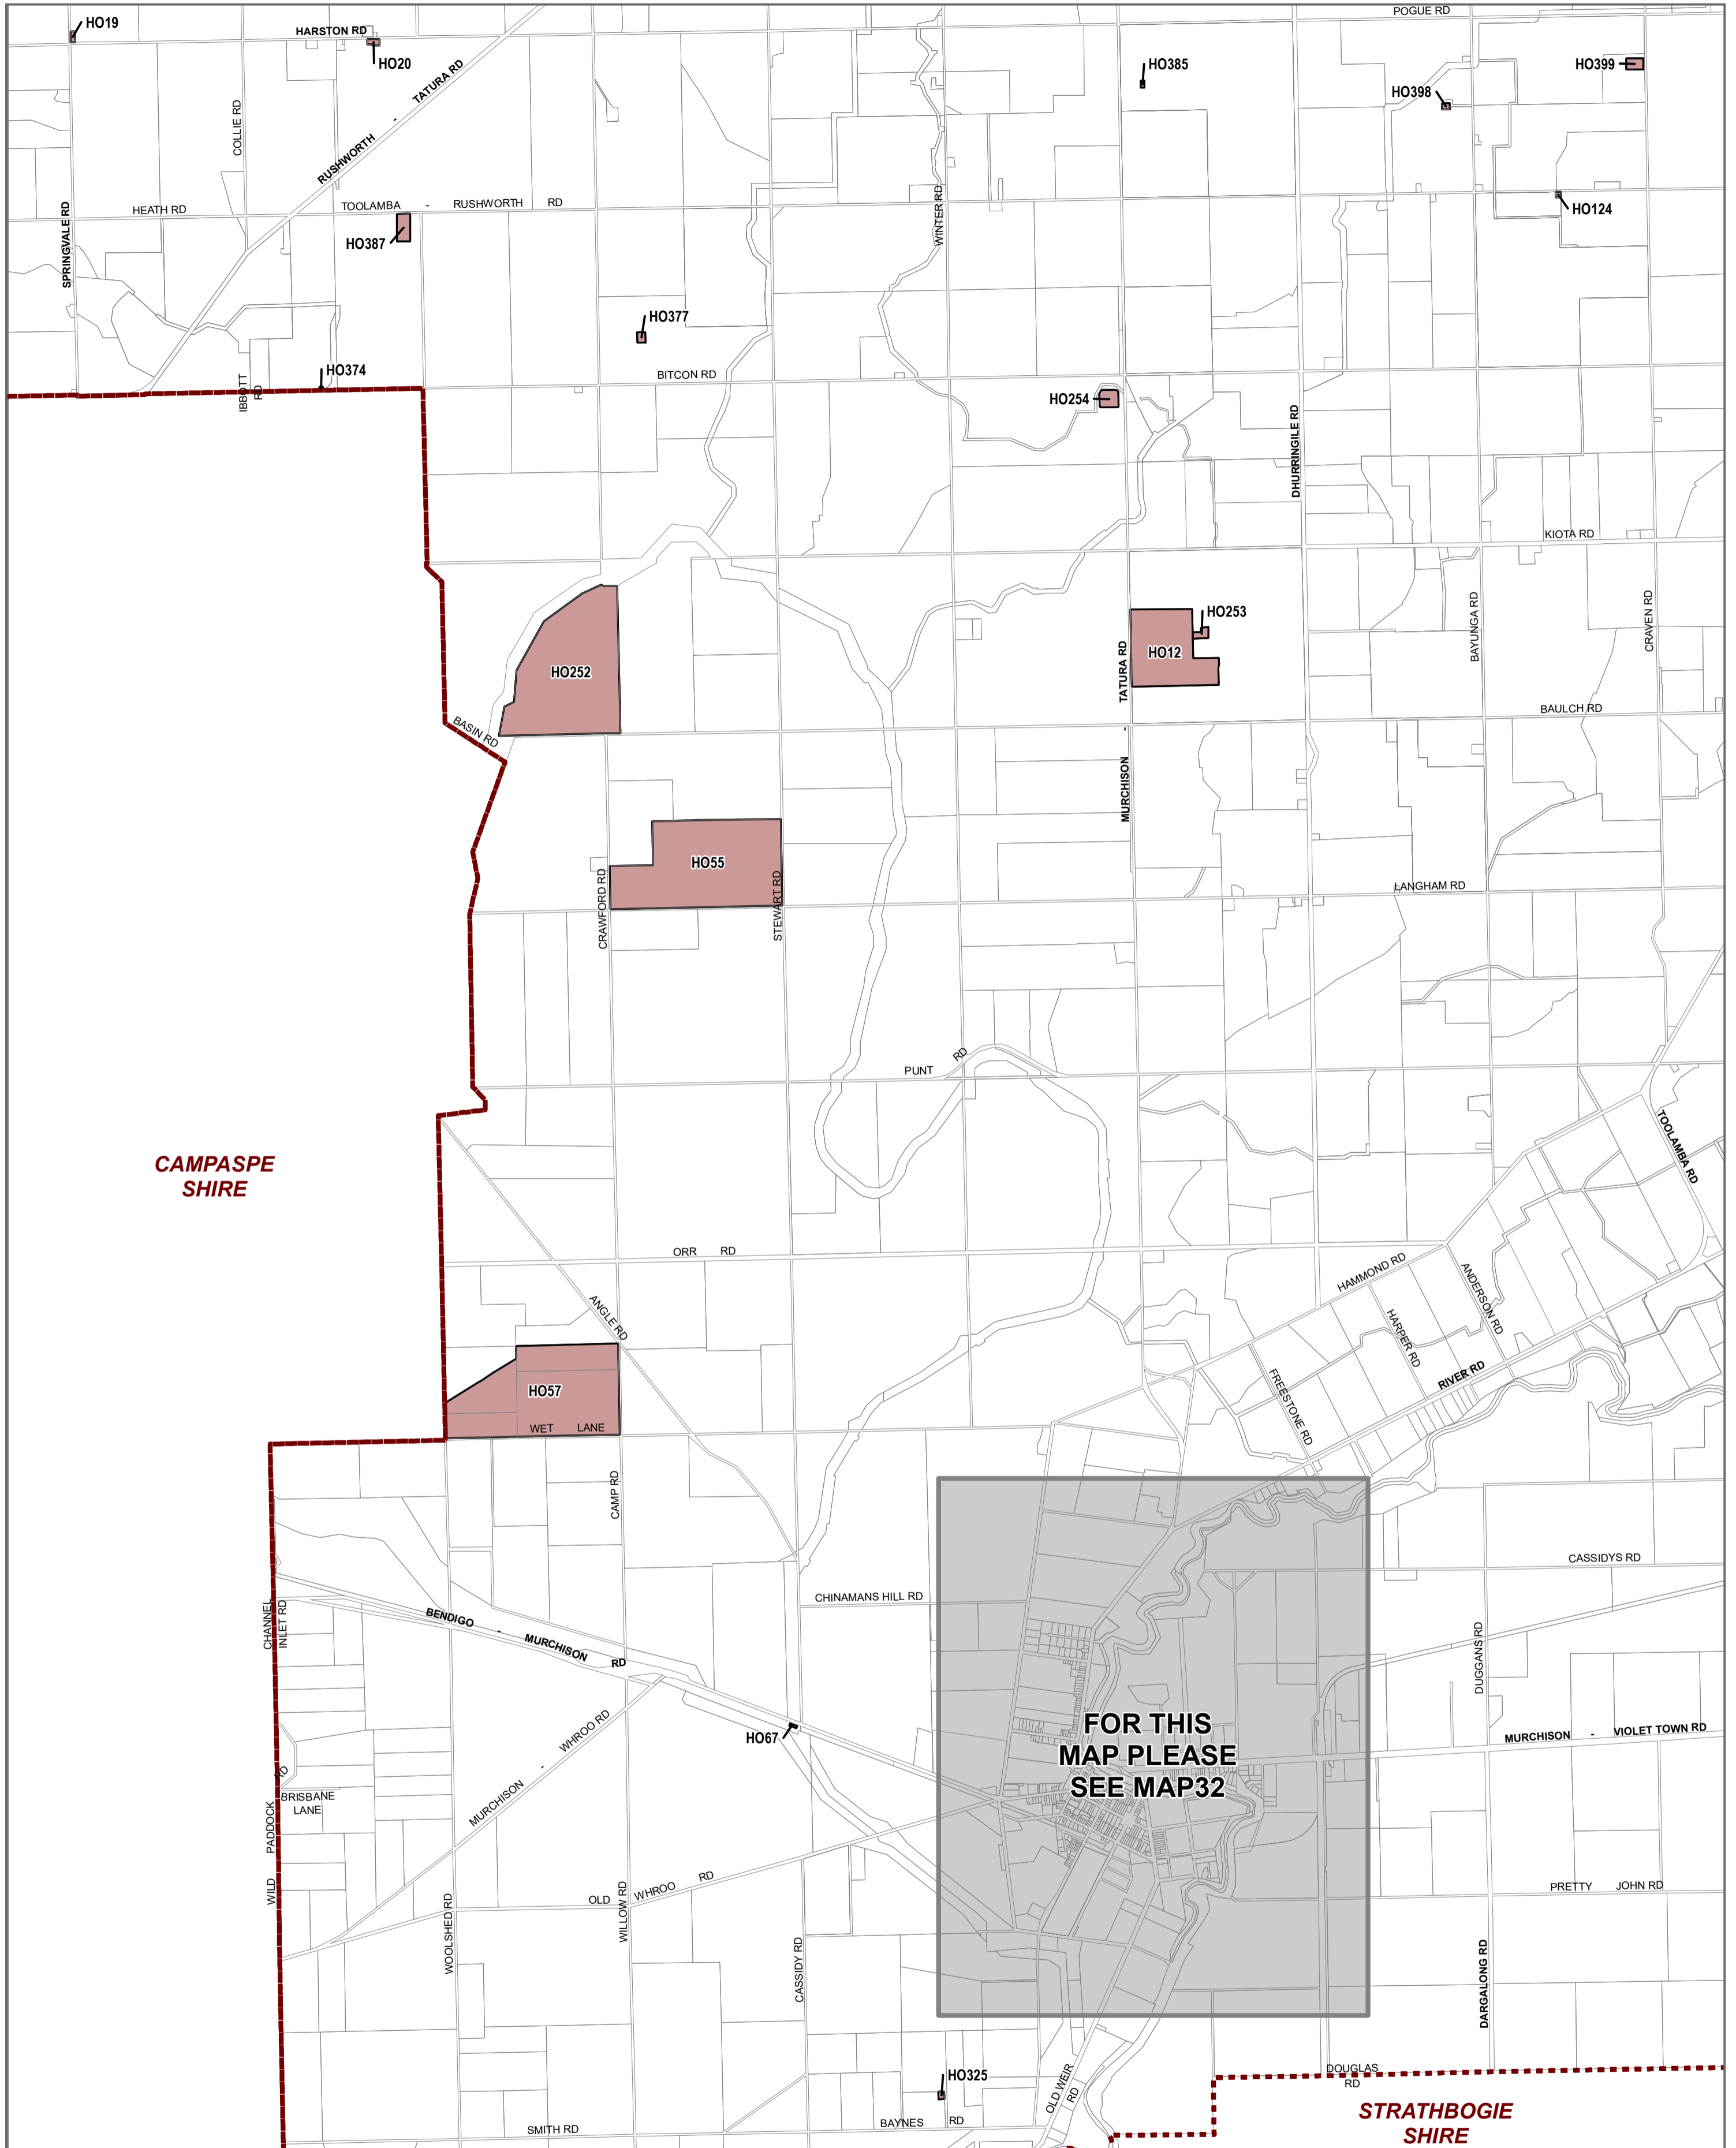 POGUE RD
HO19
HARSTON RD
HO20
HO385
HO399
HO398
TATURA RD
-
RUSHWORTH
COLLIE RD
SPRINGVALE RD
HEATH RD
TOOLAMBA - RUSHWORTH RD
HO387
WINTER RD
HO124
HO377
HO374
IBBOTT
RD
BITCON RD
HO254
DHURRINGILE RD
KIOTA RD
HO253
HO12
HO252
TATURA RD
-
MURCHISON
BAYUNGA RD
CRAVEN RD
BAULCH RD
BASIN RD
HO55
CRAWFORD RD
STEWART RD
LANGHAM RD
PUNT RD
TOOLAMBA RD
CAMPASPE
SHIRE
ORR RD
HAMMOND RD
ANDERSON RD
HARPER RD
ANGLE RD
FREESTONE RD
RIVER RD
HO57
WET LANE
CAMP RD
CASSIDYS RD
CHINAMANS HILL RD
CHANNEL
INLET RD
BENDIGO - MURCHISON RD
DUGGANS RD
WHROO RD
-
MURCHISON
HO67
FOR THIS
MAP PLEASE
SEE MAP32
MURCHISON - VIOLET TOWN RD
BRISBANE
LANE
WILD PADDOCK RD
OLD WHROO RD
PRETTY JOHN RD
WOOLSHED RD
WILLOW RD
CASSIDY RD
DARGALONG RD
HO325
OLD WEIR
RD
DOUGLAS
RD
BAYNES RD
SMITH RD
STRATHBOGIE
SHIRE